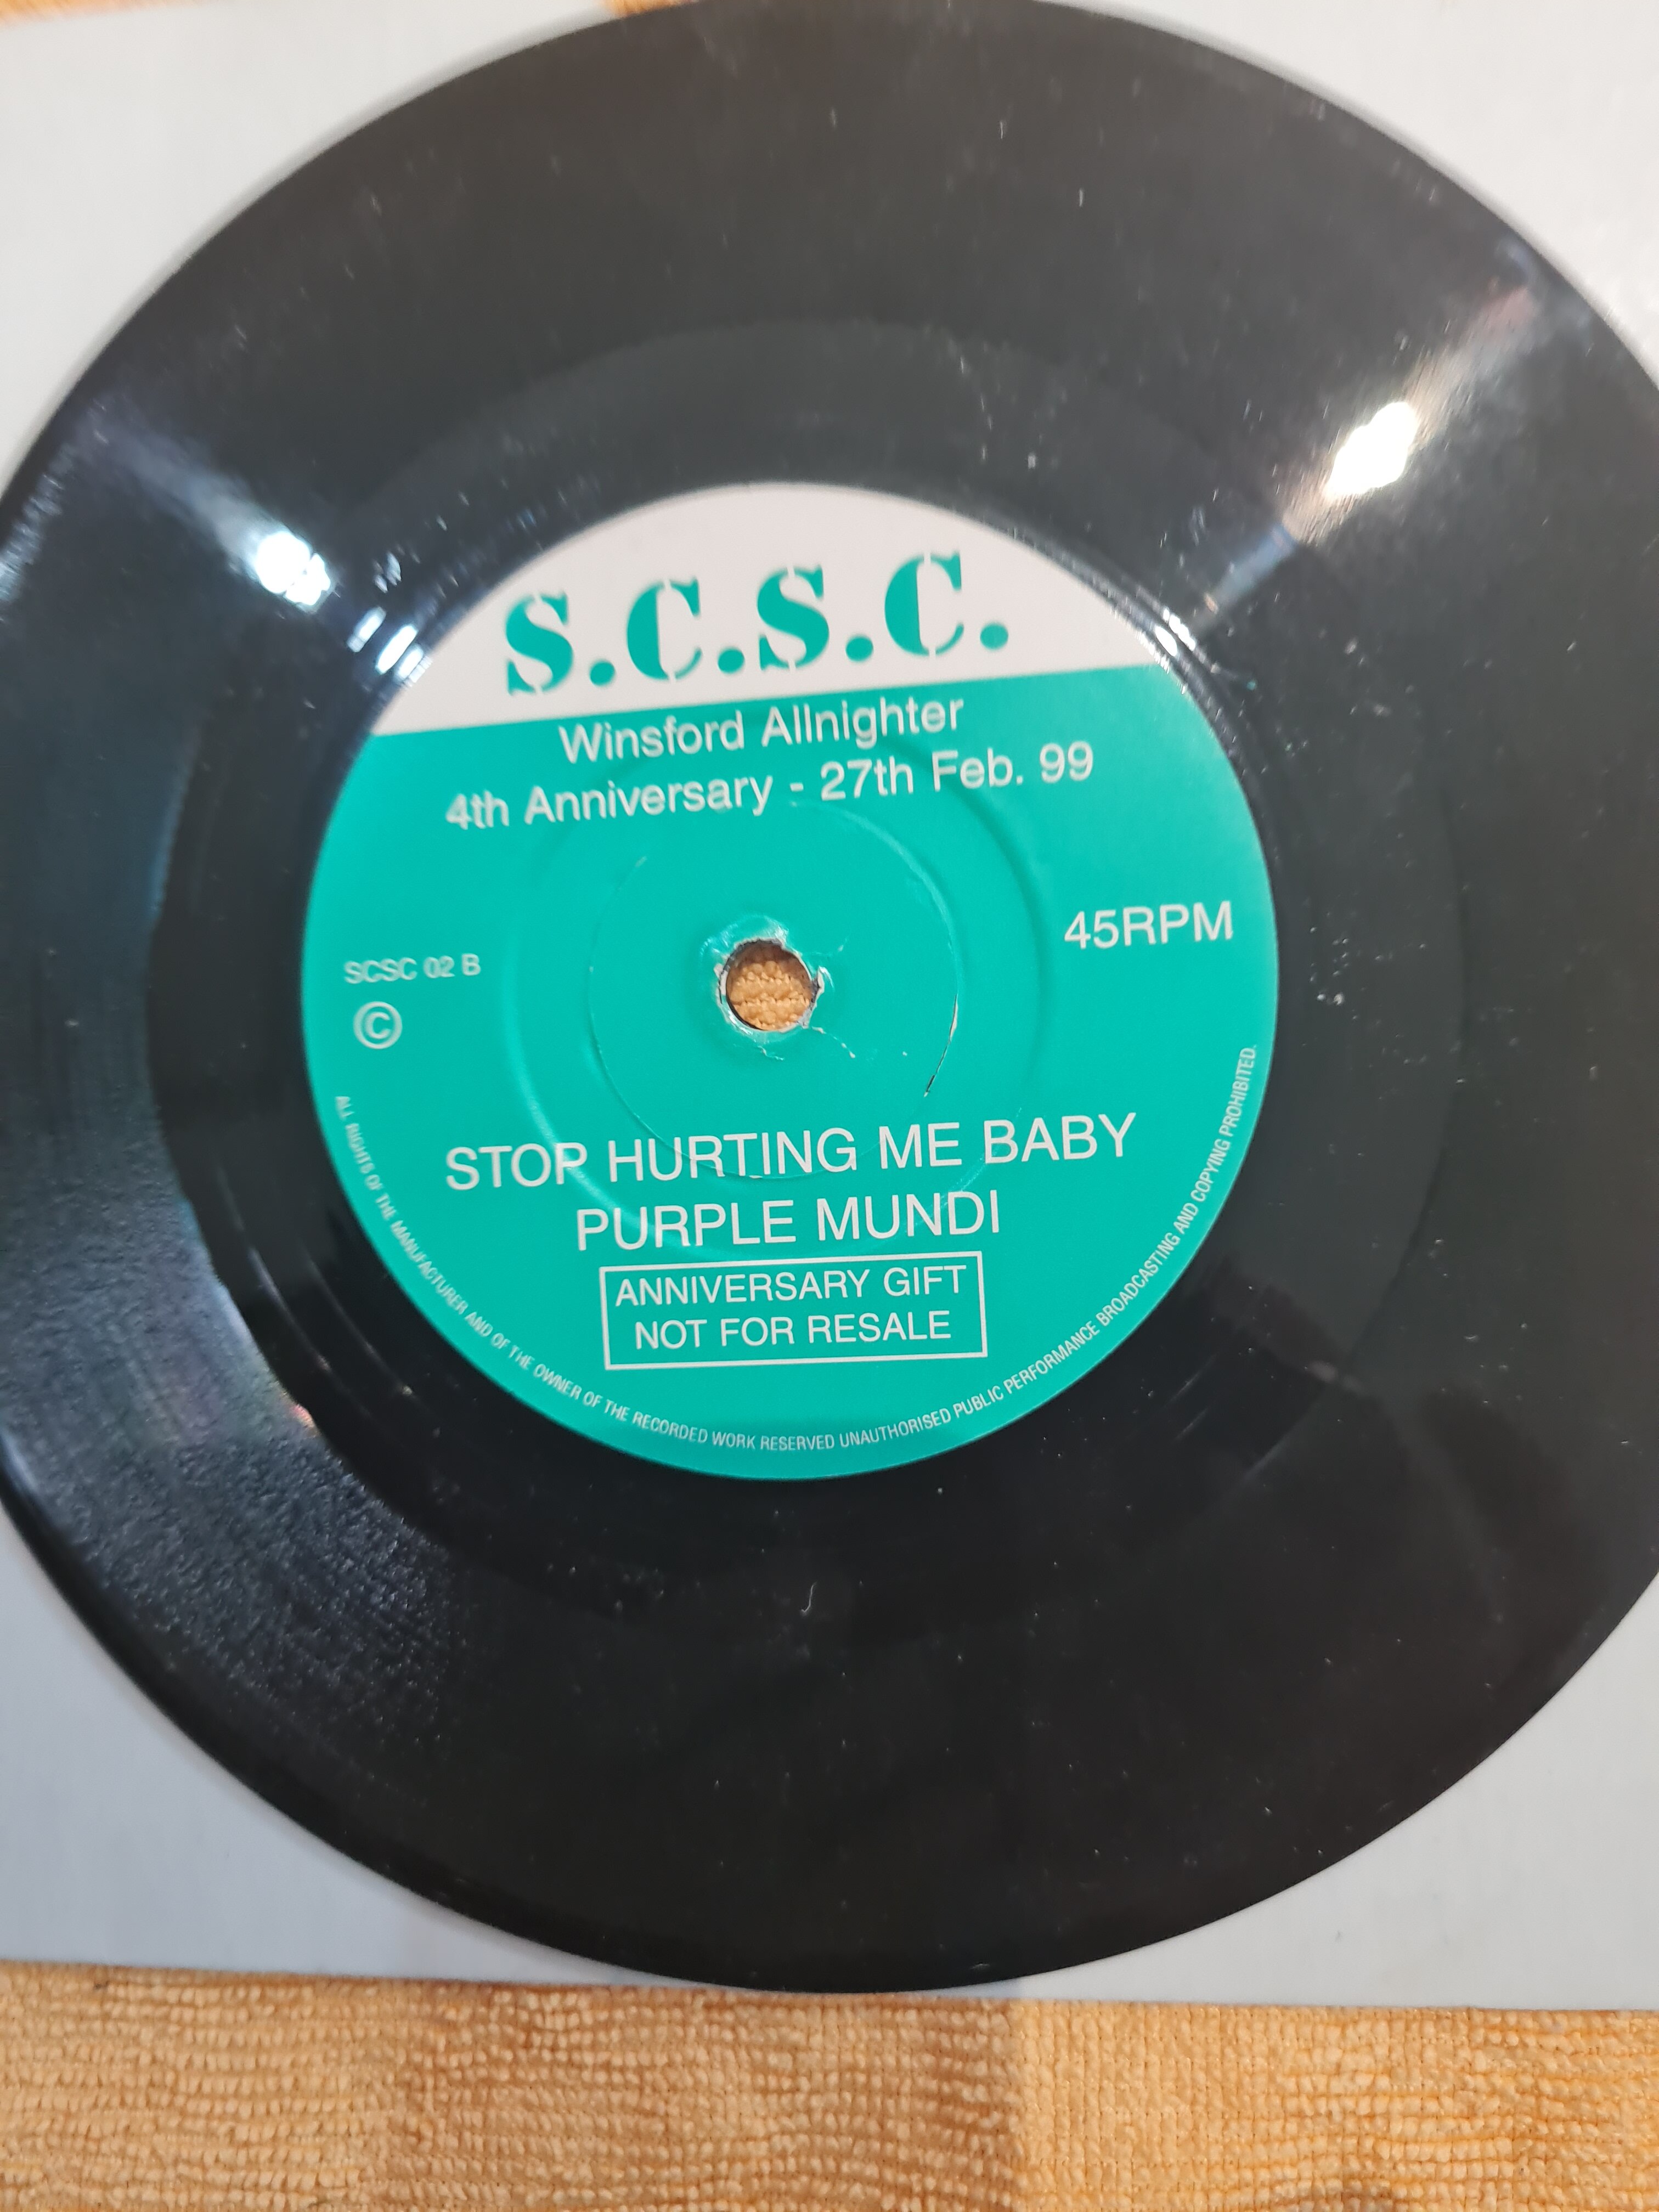 S.C.S.C.
Winsford Allnighter
4th Anniversary - 27th Feb. 99
45RPM
SCSC 02 B
©
STOP HURTING ME BABY
PURPLE MUNDI
ANNIVERSARY GIFT
NOT FOR RESALE
ALL RIGHTS OF THE MANUFACTURER AND OF THE OWNER OF THE RECORDED WORK RESERVED UNAUTHORISED PUBLIC PERFORMANCE BROADCASTING AND COPYING PROHIBITED.